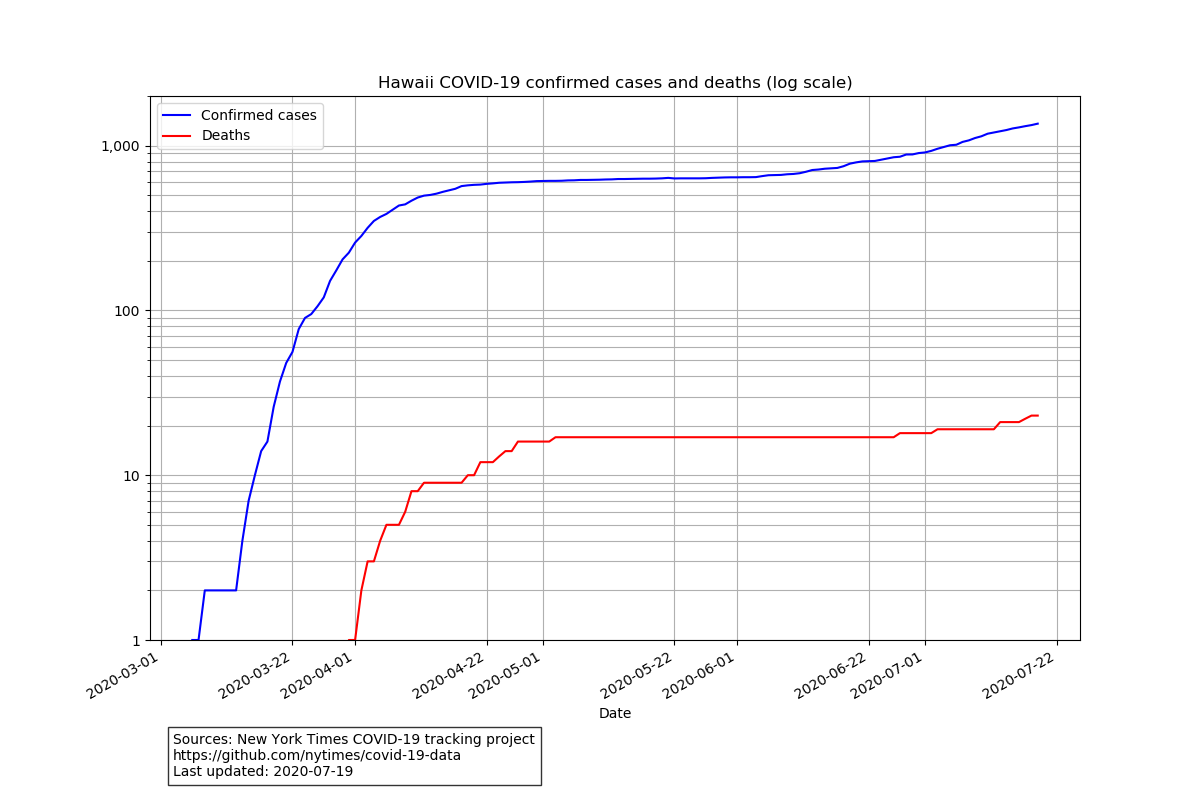 Hawaii COVID-19 confirmed cases and deaths (log scale)
Confirmed cases
Deaths
1,000
100
10
1
2020-03-01
2020-03-22
2020-04-01
2020-04-22
2020-05-01
2020-05-22
2020-06-01
2020-06-22
2020-07-01
2020-07-22
Date
Sources: New York Times COVID-19 tracking project
https://github.com/nytimes/covid-19-data
Last updated: 2020-07-19